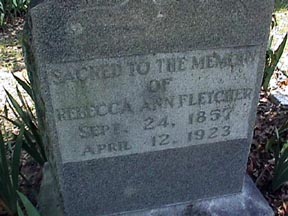 SACRED TO THE MEMORY
OF
REBECCA ANN FLETCHER
SEPT. 24, 1857
APRIL 12, 1923